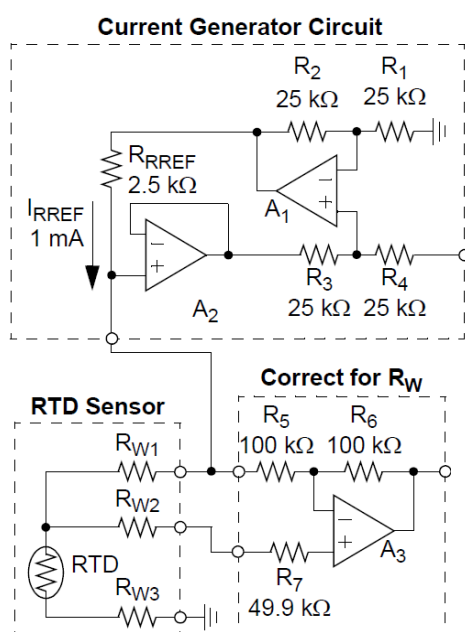 Current Generator Circuit
R2
25 kΩ
R1
25 kΩ
RRREF
2.5 kΩ
IRREF
1 mA
A1
A2
R3
25 kΩ
R4
25 kΩ
RTD Sensor
RW1
RW2
RTD
RW3
Correct for RW
R5
100 kΩ
R6
100 kΩ
A3
R7
49.9 kΩ